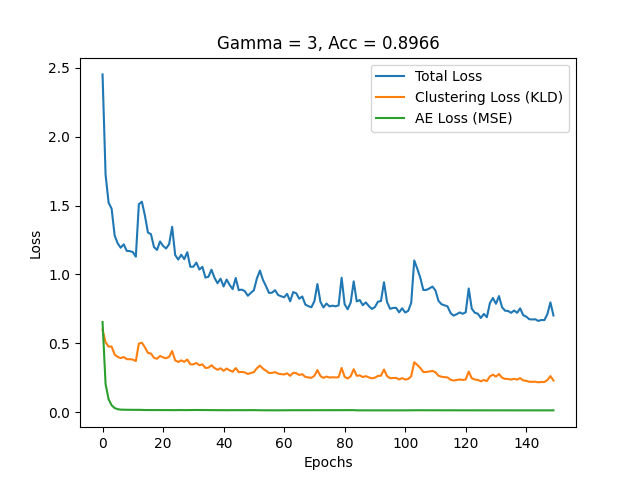 Gamma = 3, Acc = 0.8966
Total Loss
Clustering Loss (KLD)
AE Loss (MSE)
Loss
2.5
2.0
1.5
1.0
0.5
0.0
0 20 40 60 80 100 120 140
Epochs